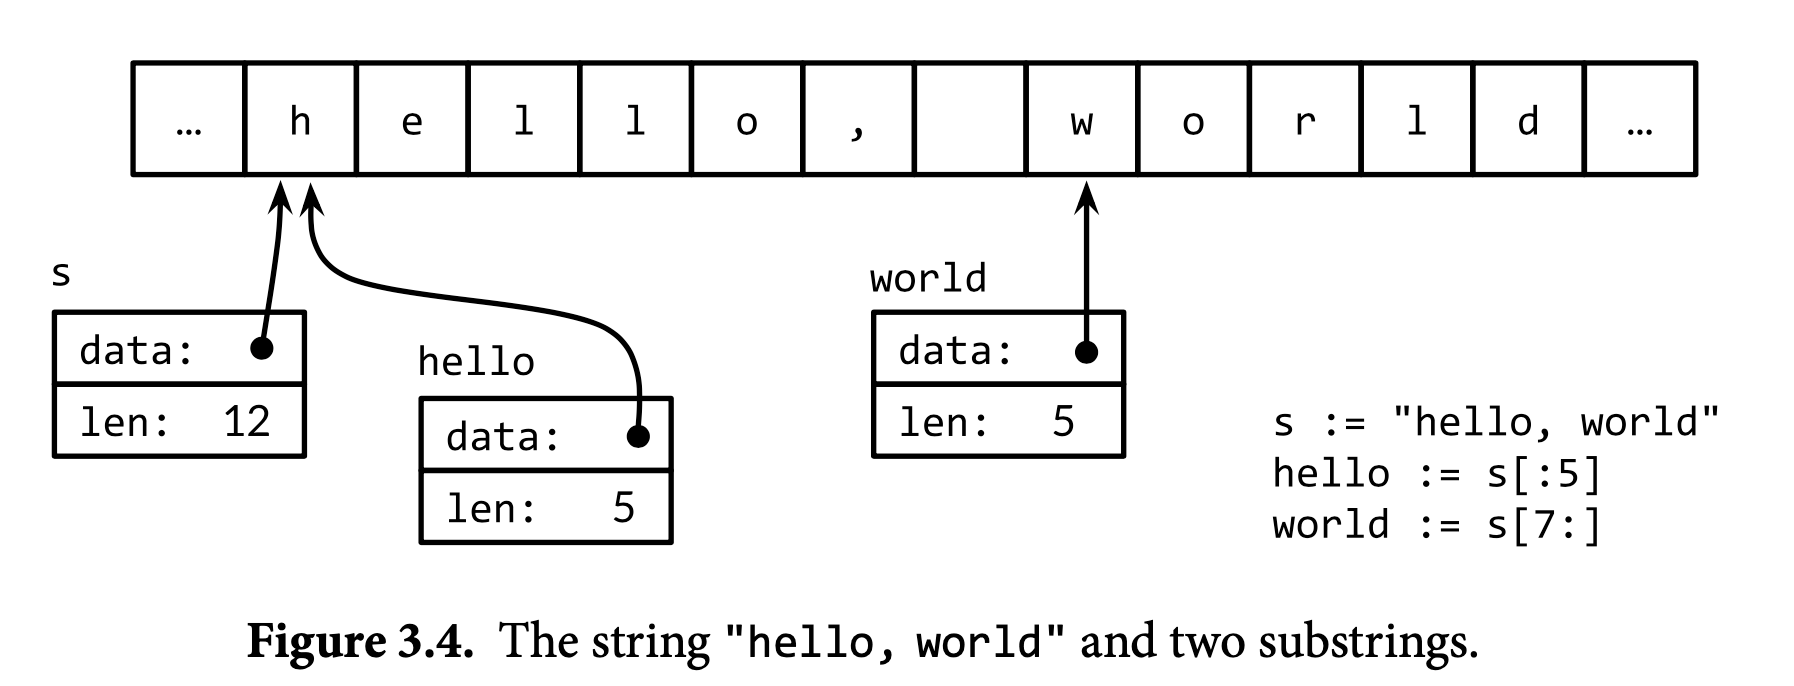 … h e l l o , w o r l d …
s
data:
len: 12
hello
data:
len: 5
world
data:
len: 5
s := "hello, world"
hello := s[:5]
world := s[7:]
Figure 3.4. The string "hello, world" and two substrings.